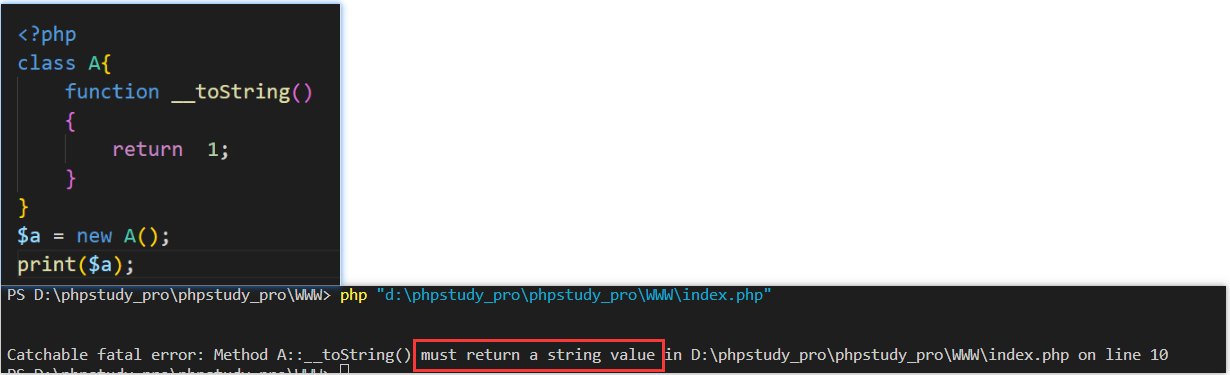 <?php
class A{
    function __toString()
    {
        return  1;
    }
}
$a = new A();
print($a);
PS D:\phpstudy_pro\phpstudy_pro\WWW> php "d:\phpstudy_pro\phpstudy_pro\WWW\index.php"
Catchable fatal error: Method A::__toString() must return a string value in D:\phpstudy_pro\phpstudy_pro\WWW\index.php on line 10
PS D:\phpstudy_pro\phpstudy_pro\WWW>